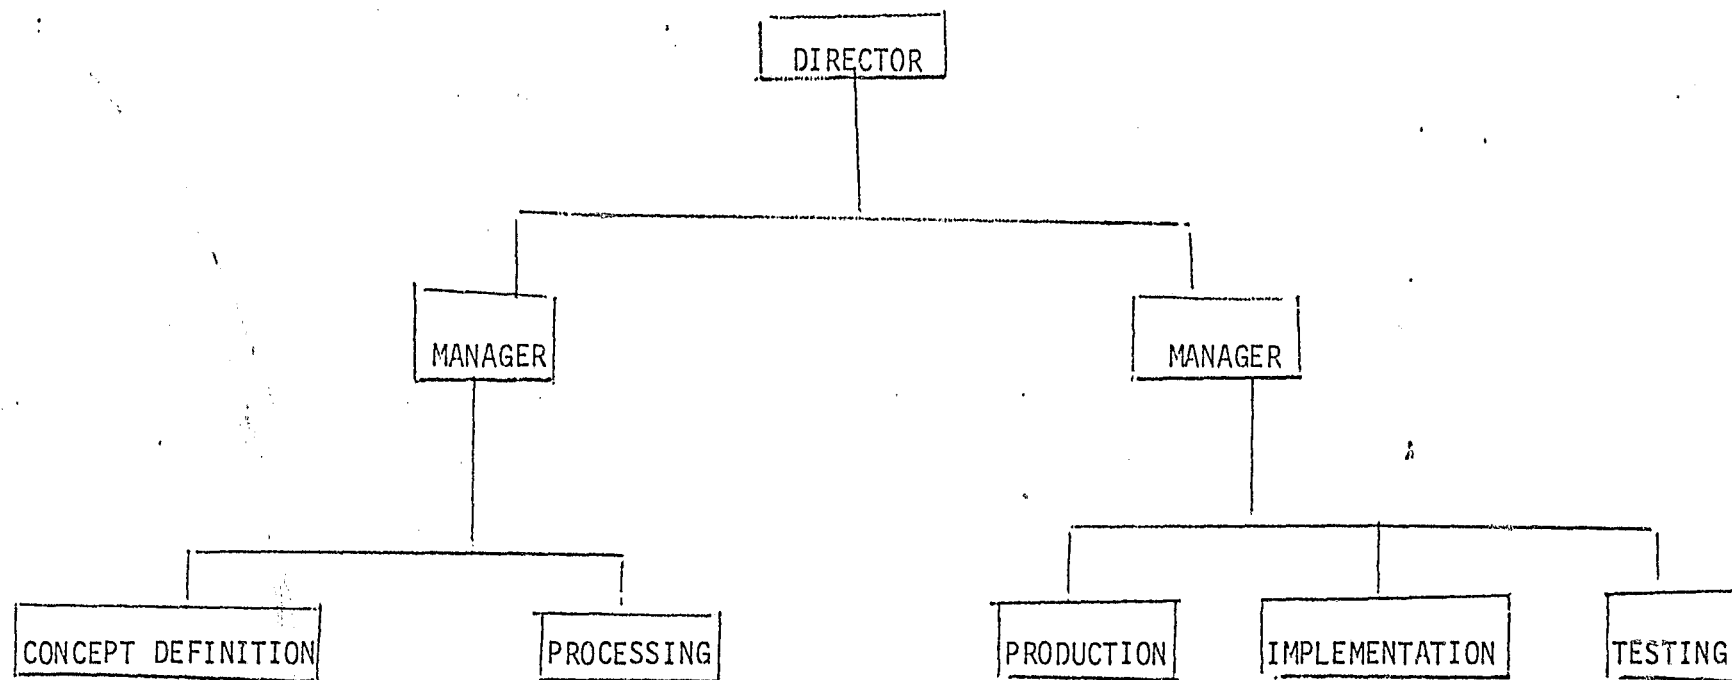 DIRECTOR
MANAGER MANAGER
CONCEPT DEFINITION PROCESSING PRODUCTION IMPLEMENTATION TESTING